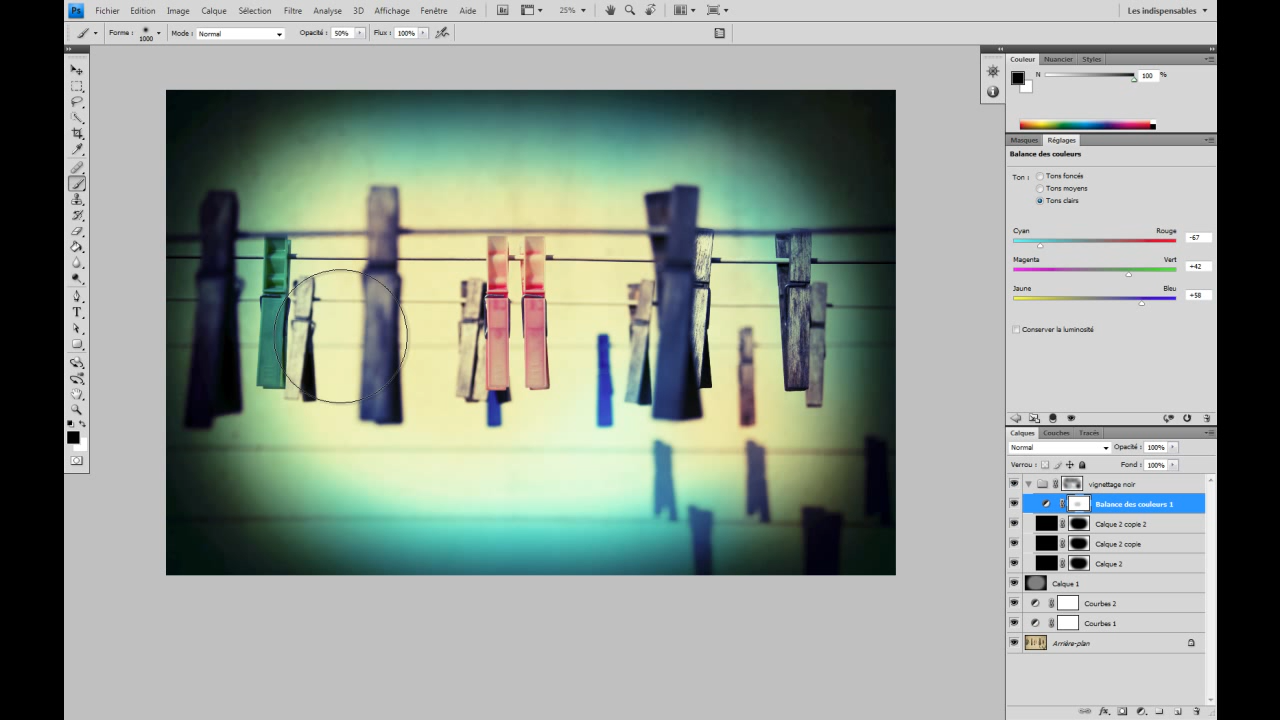 Ps Fichier Edition Image Calque Sélection Filtre Analyse 3D Affichage Fenêtre Aide Br 25% Les indispensables
Forme : 1000 Mode : Normal Opacité : 50% Flux : 100%
Couleur Nuancier Styles
N 100 %
Masques Réglages
Balance des couleurs
Ton : Tons foncés
Tons moyens
Tons clairs
Cyan Rouge -67
Magenta Vert +42
Jaune Bleu +58
Conserver la luminosité
Calques Couches Tracés
Normal Opacité : 100%
Verrou : Fond : 100%
vignettage noir
Balance des couleurs 1
Calque 2 copie 2
Calque 2 copie
Calque 2
Calque 1
Courbes 2
Courbes 1
Arrière-plan
fx
T